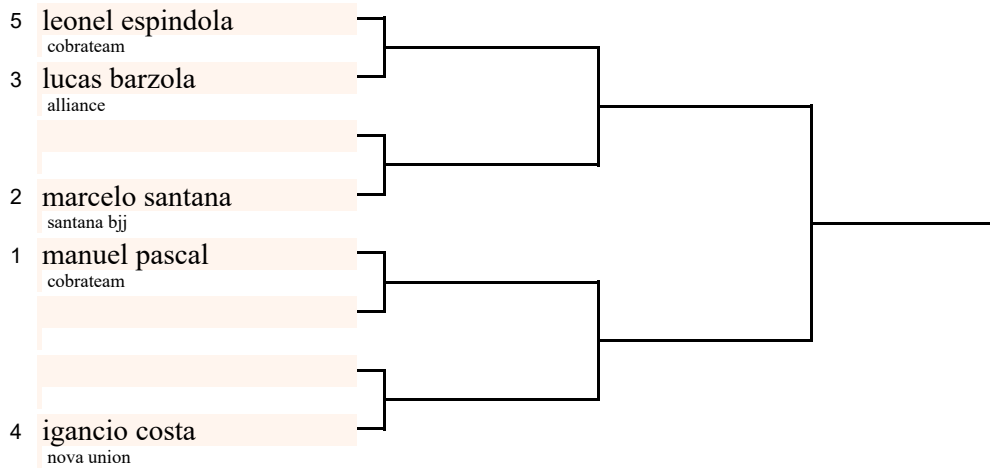 5 leonel espindola
cobrateam
3 lucas barzola
alliance
2 marcelo santana
santana bjj
1 manuel pascal
cobrateam
4 igancio costa
nova union